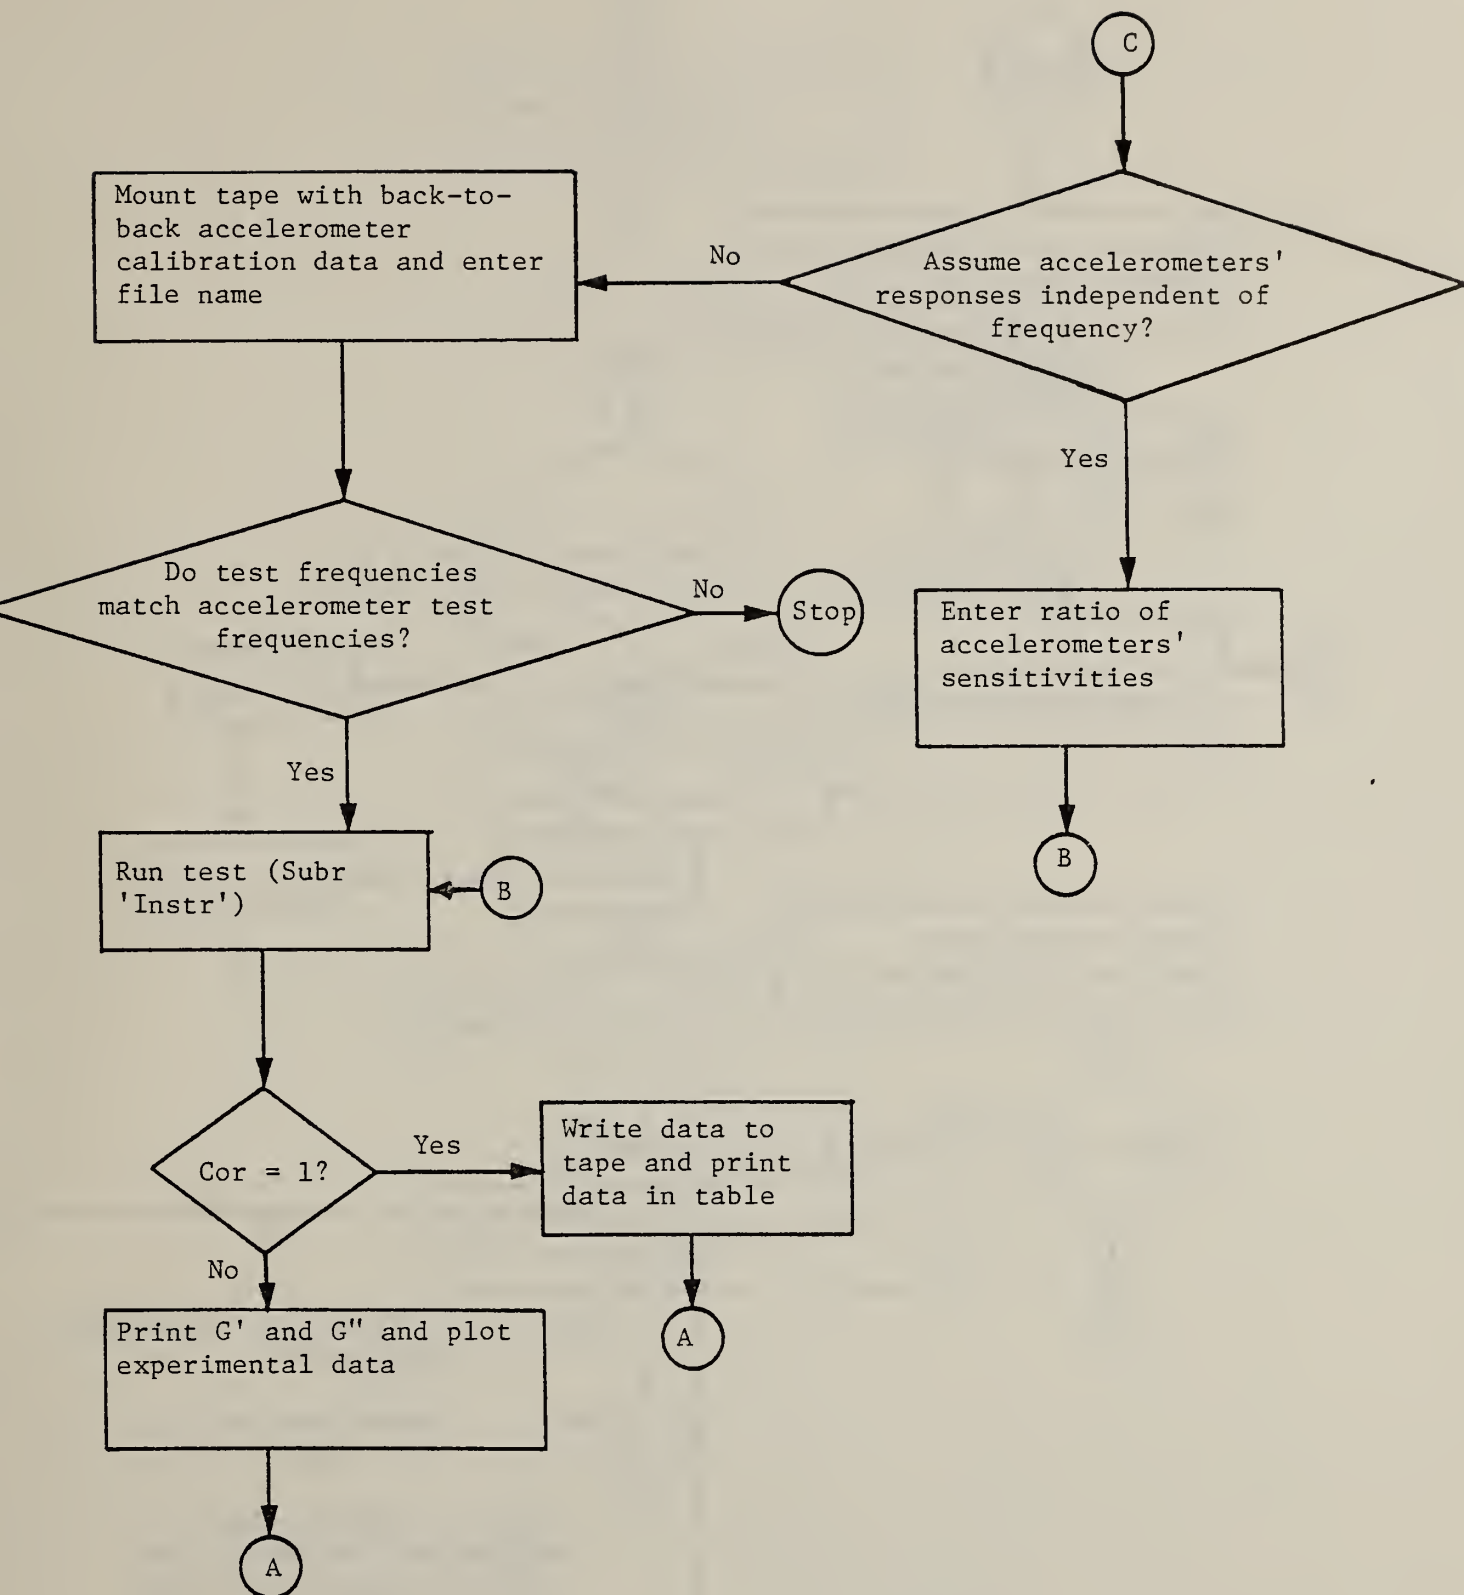 C
Assume accelerometers'
responses independent of
frequency?
No
Mount tape with back-to-
back accelerometer
calibration data and enter
file name
Yes
Enter ratio of
accelerometers'
sensitivities
B
Do test frequencies
match accelerometer test
frequencies?
No
Stop
Yes
Run test (Subr
'Instr')
B
Cor = 1?
Yes
Write data to
tape and print
data in table
A
No
Print G' and G" and plot
experimental data
A